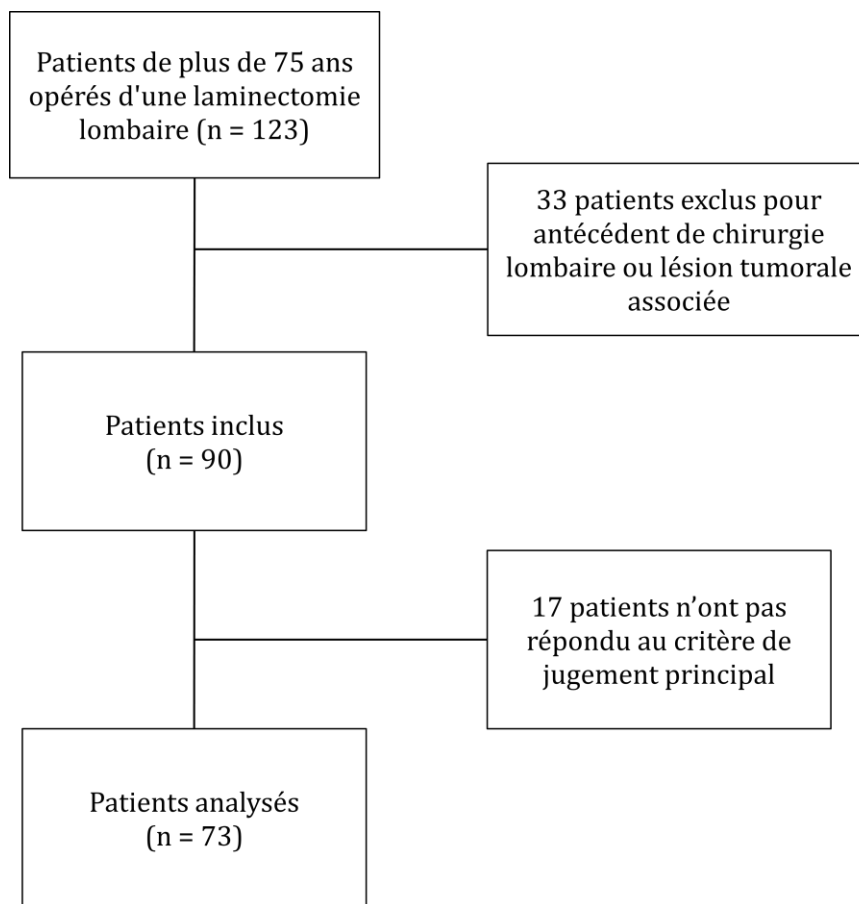 Patients de plus de 75 ans
opérés d'une laminectomie
lombaire (n = 123)
33 patients exclus pour
antécédent de chirurgie
lombaire ou lésion tumorale
associée
Patients inclus
(n = 90)
17 patients n’ont pas
répondu au critère de
jugement principal
Patients analysés
(n = 73)